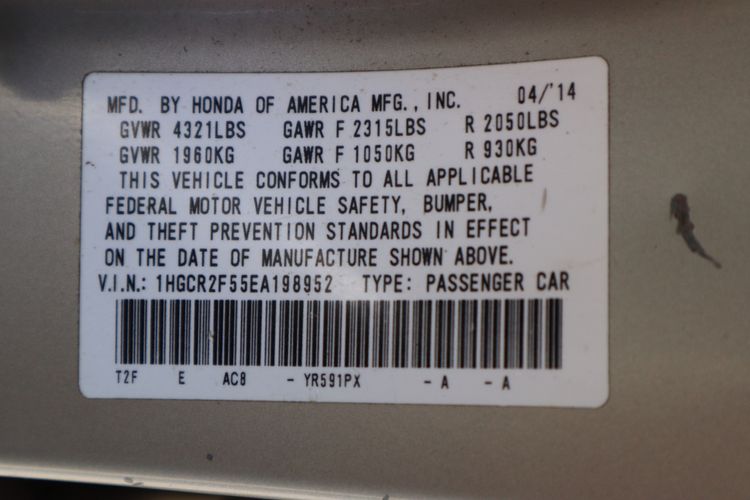 MFD. BY HONDA OF AMERICA MFG., INC. 04/'14
GVWR 4321LBS GAWR F 2315LBS R 2050LBS
GVWR 1960KG GAWR F 1050KG R 930KG
THIS VEHICLE CONFORMS TO ALL APPLICABLE
FEDERAL MOTOR VEHICLE SAFETY, BUMPER,
AND THEFT PREVENTION STANDARDS IN EFFECT
ON THE DATE OF MANUFACTURE SHOWN ABOVE.
V.I.N.: 1HGCR2F55EA198952 TYPE: PASSENGER CAR
T2F E AC8 - YR591PX - A - A